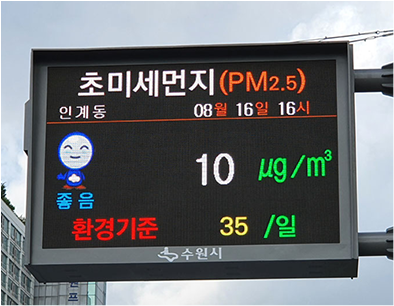 초미세먼지(PM2.5)
인계동 08월 16일 16시
10 μg/m³
좋음
환경기준 35 /일
수원시